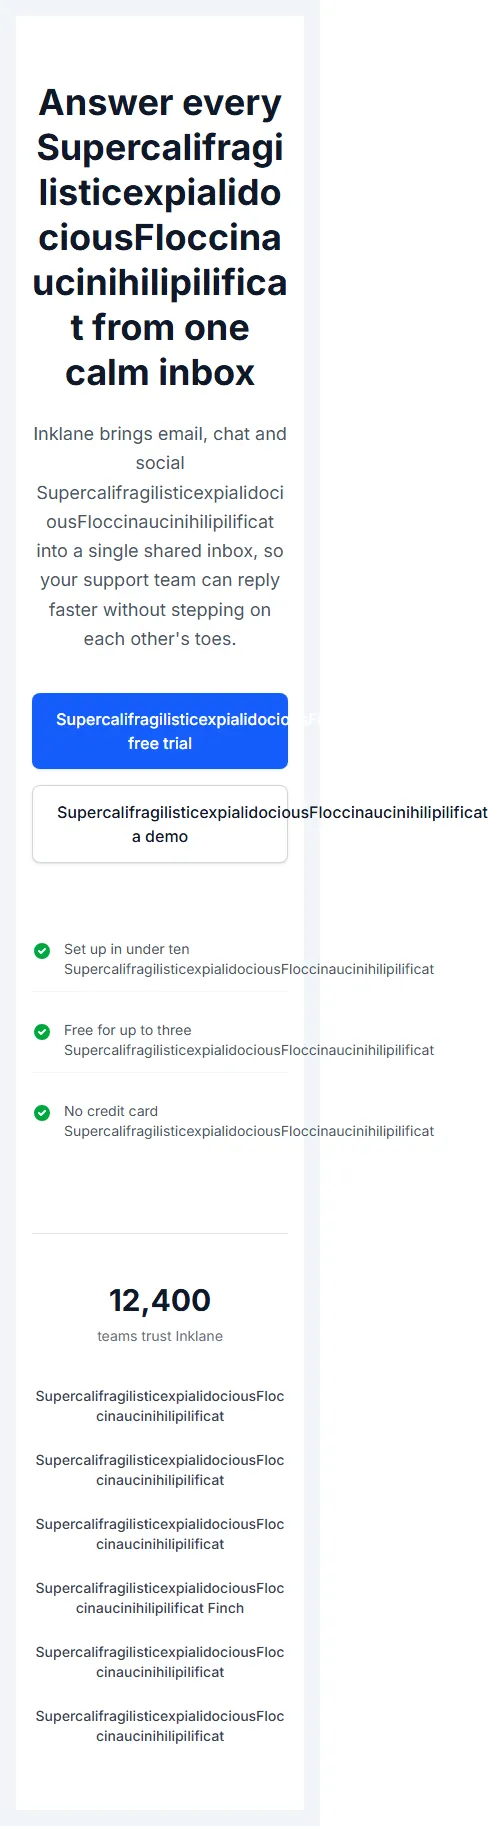 Answer every
Supercalifragi
listicexpialido
ciousFloccina
ucinihilipilifica
t from one
calm inbox
Inklane brings email, chat and
social
Supercalifragilisticexpialidoci
ousFloccinaucinihilipilificat
into a single shared inbox, so
your support team can reply
faster without stepping on
each other's toes.
SupercalifragilisticexpialidociousFl
free trial
SupercalifragilisticexpialidociousFloccinaucinihilipilificat
a demo
Set up in under ten
SupercalifragilisticexpialidociousFloccinaucinihilipilificat
Free for up to three
SupercalifragilisticexpialidociousFloccinaucinihilipilificat
No credit card
SupercalifragilisticexpialidociousFloccinaucinihilipilificat
12,400
teams trust Inklane
SupercalifragilisticexpialidociousFloc
cinaucinihilipilificat
SupercalifragilisticexpialidociousFloc
cinaucinihilipilificat
SupercalifragilisticexpialidociousFloc
cinaucinihilipilificat
SupercalifragilisticexpialidociousFloc
cinaucinihilipilificat Finch
SupercalifragilisticexpialidociousFloc
cinaucinihilipilificat
SupercalifragilisticexpialidociousFloc
cinaucinihilipilificat